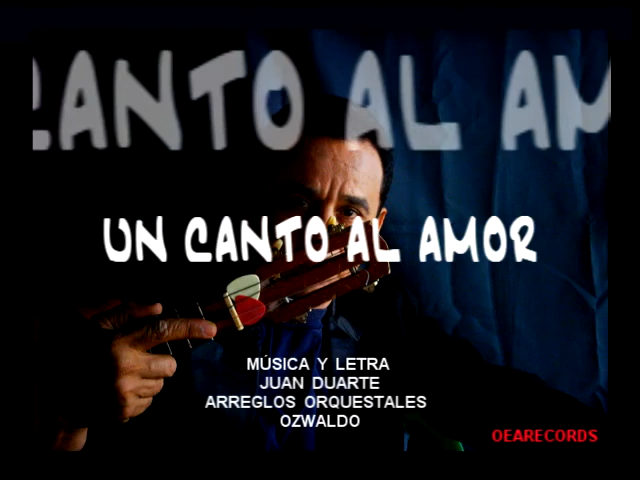 CANTO AL AM
UN CANTO AL AMOR
MÚSICA Y LETRA
JUAN DUARTE
ARREGLOS ORQUESTALES
OZWALDO
OEARECORDS